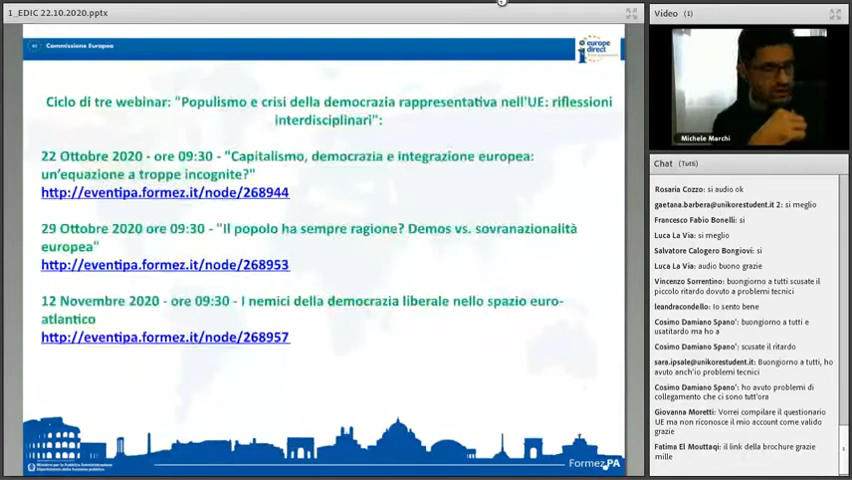 1_EDIC 22.10.2020.pptx
Commissione Europea
europe
direct
Ciclo di tre webinar: "Populismo e crisi della democrazia rappresentativa nell'UE: riflessioni
interdisciplinari":
22 Ottobre 2020 - ore 09:30 - "Capitalismo, democrazia e integrazione europea:
un'equazione a troppe incognite?"
http://eventipa.formez.it/node/268944
29 Ottobre 2020 ore 09:30 - "Il popolo ha sempre ragione? Demos vs. sovranazionalità
europea"
http://eventipa.formez.it/node/268953
12 Novembre 2020 - ore 09:30 - I nemici della democrazia liberale nello spazio euro-
atlantico
http://eventipa.formez.it/node/268957
Ministro per la Pubblica Amministrazione
Dipartimento della funzione pubblica
FormezPA
Video (1)
Michele Marchi
Chat (Tutti)
Rosaria Cozzo: si audio ok
gaetana.barbera@unikorestudent.it 2: si meglio
Francesco Fabio Bonelli: si
Luca La Via: si meglio
Salvatore Calogero Bongiovi: si
Luca La Via: audio buono grazie
Vincenzo Sorrentino: buongiorno a tutti scusate il
piccolo ritardo dovuto a problemi tecnici
leandracondello: Io sento bene
Cosimo Damiano Spano': buongiorno a tutti e
usatitardo ma ho a
Cosimo Damiano Spano': scusate il ritardo
sara.ipsale@unikorestudent.it: Buongiorno a tutti, ho
avuto anch'io problemi tecnici
Cosimo Damiano Spano': ho avuto problemi di
collegamento che ci sono tutt'ora
Giovanna Moretti: Vorrei compilare il questionario
UE ma non riconosce il mio account come valido
grazie
Fatima El Mouttaqi: il link della brochure grazie
mille